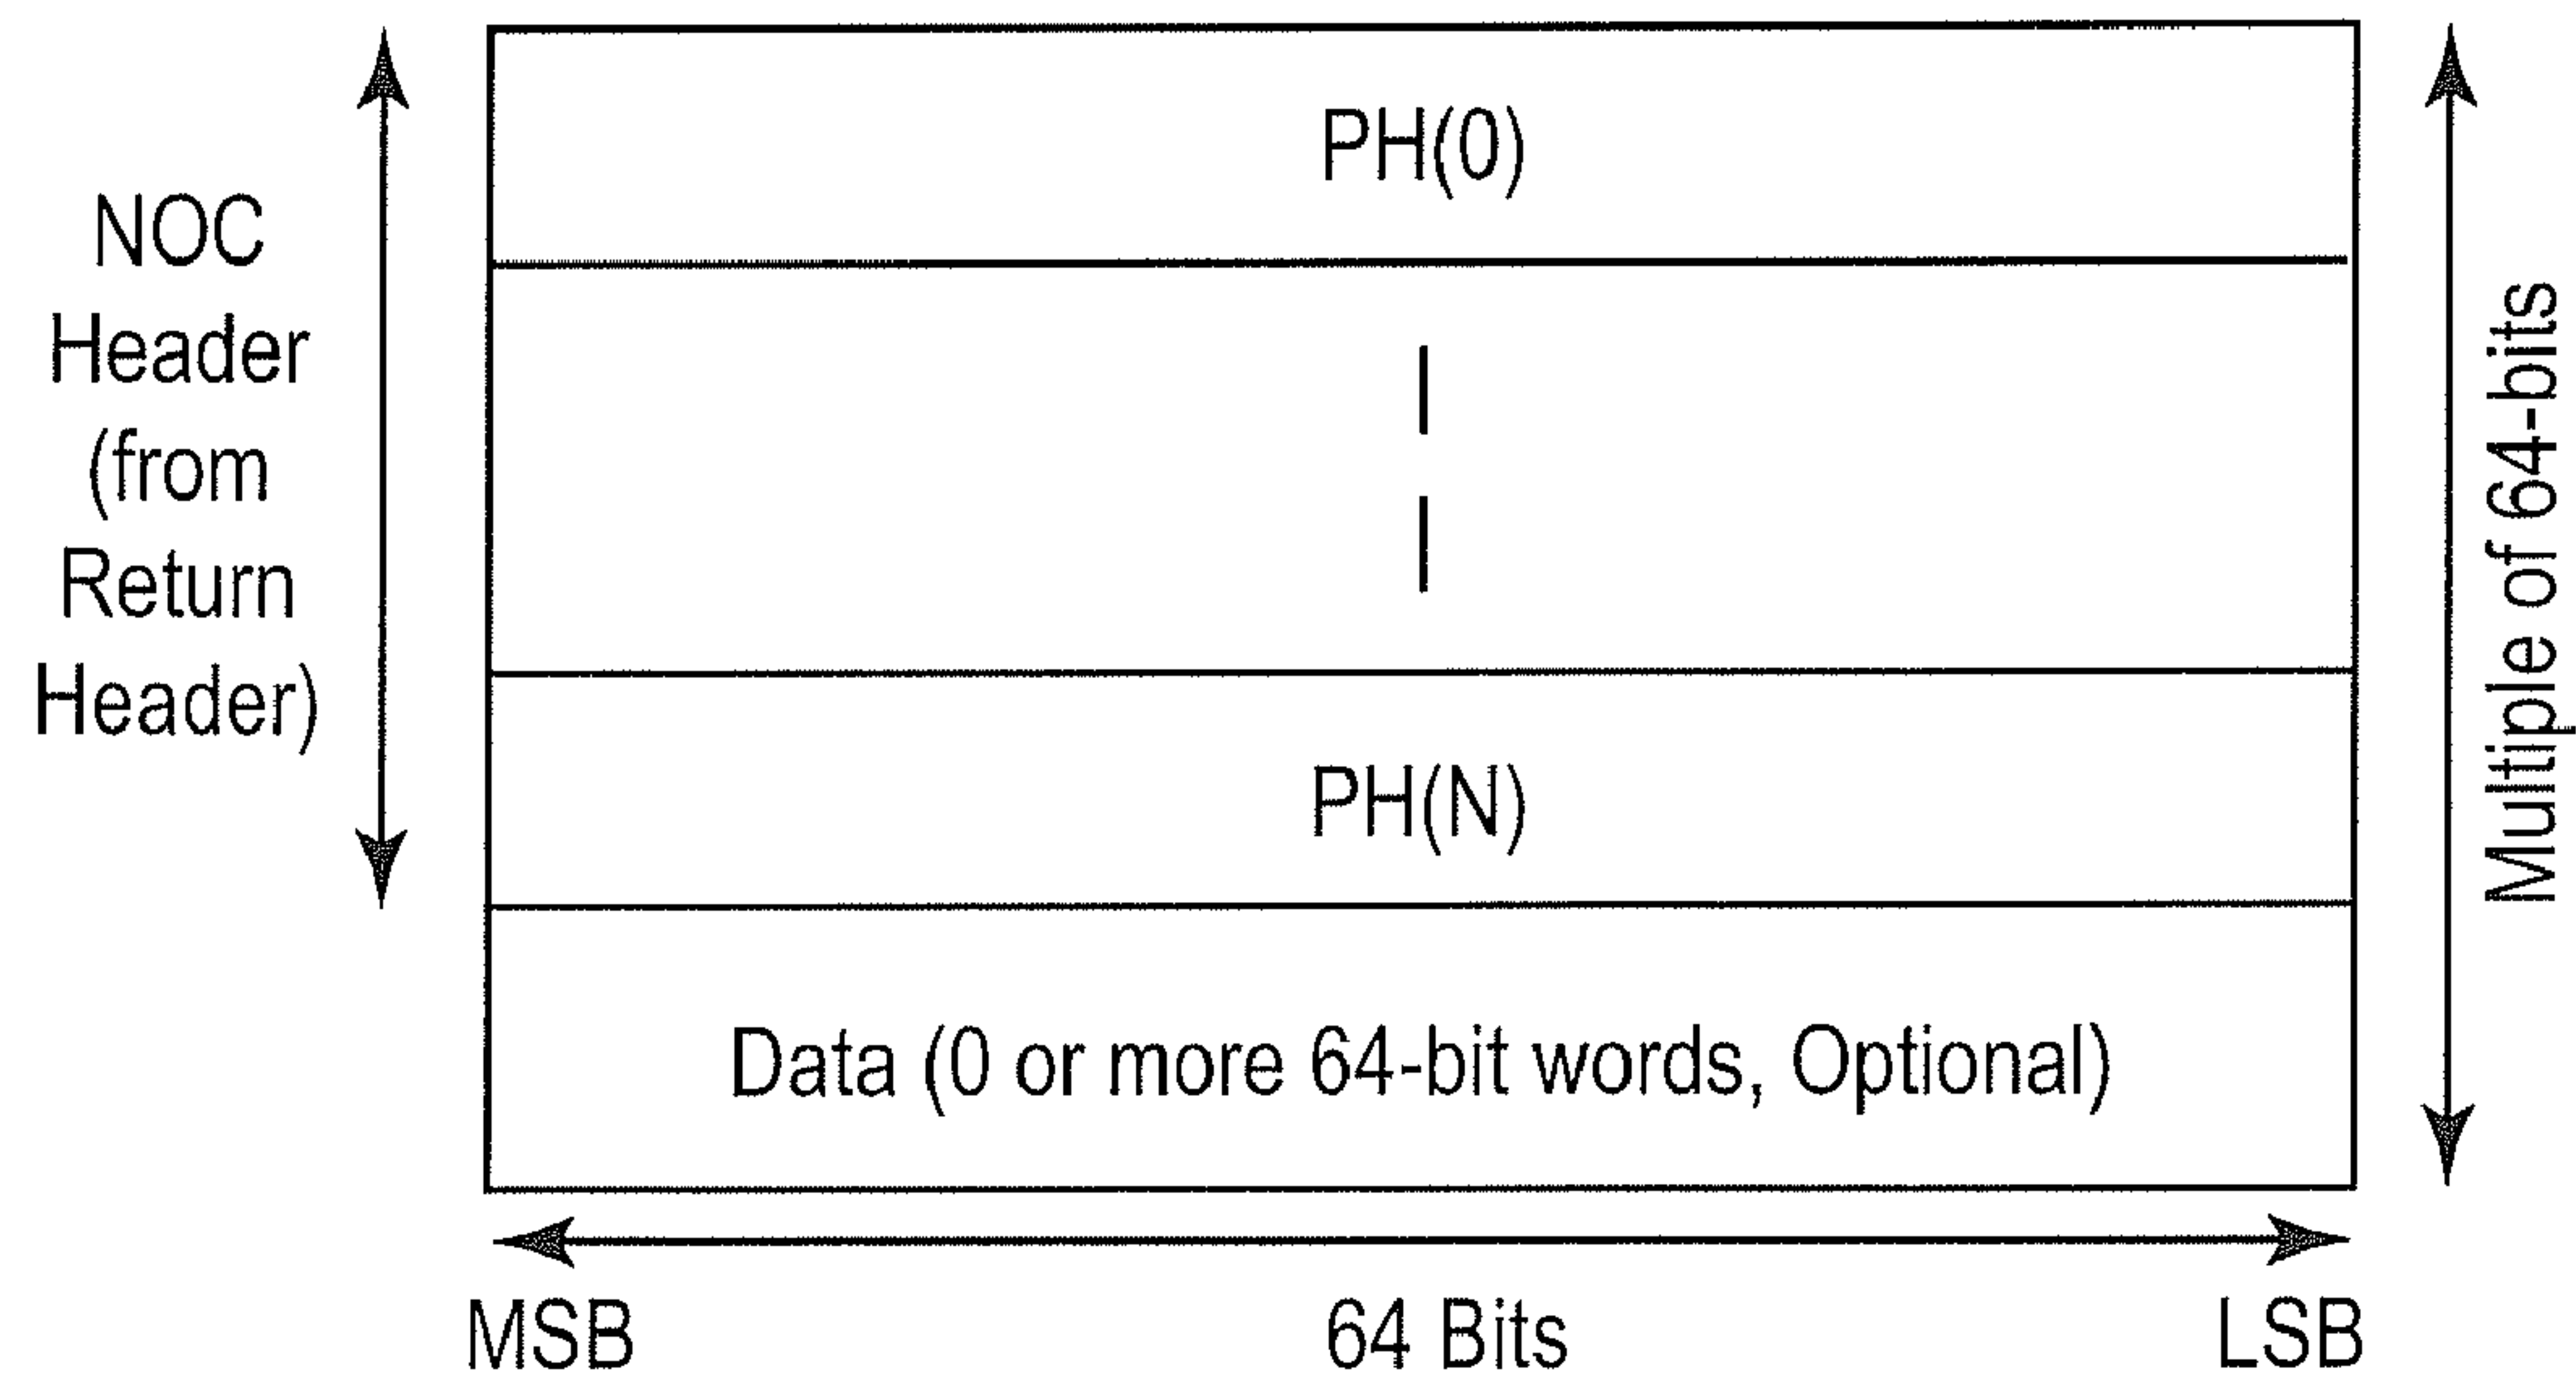 PH(0)
NOC
Header
(from
Return
Header)
Multiple of 64-bits
PH(N)
Data (0 or more 64-bit words, Optional)
MSB
64 Bits
LSB